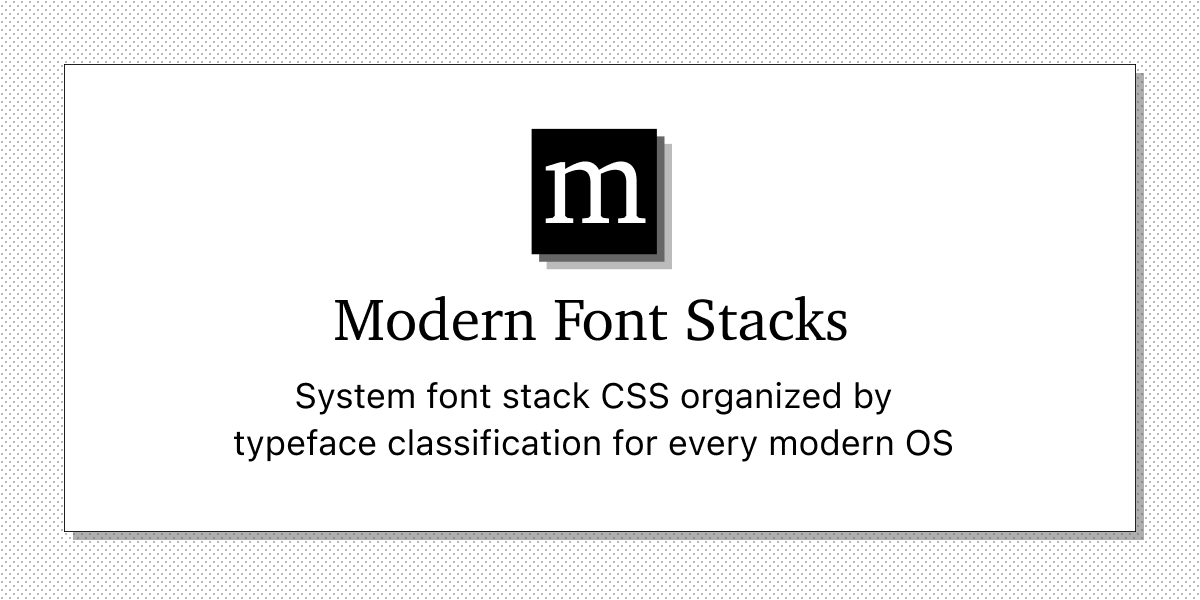 m
Modern Font Stacks
System font stack CSS organized by
typeface classification for every modern OS